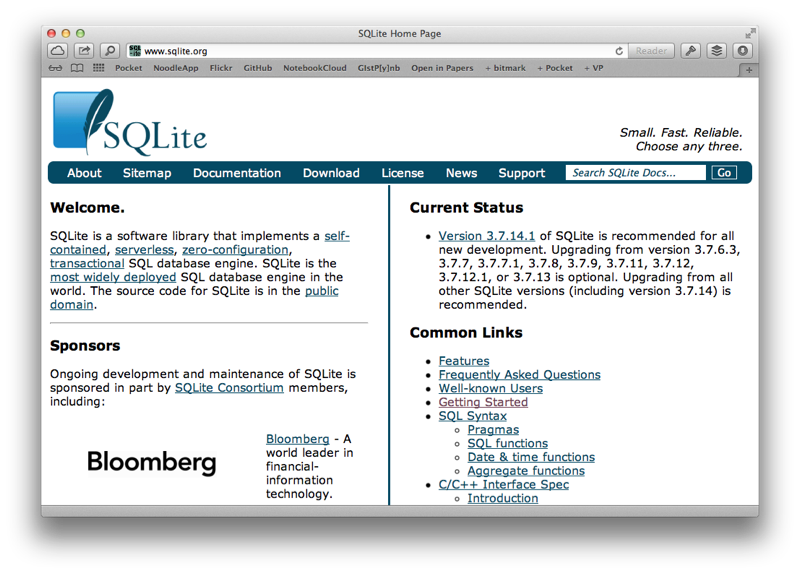 SQLite Home Page
www.sqlite.org
Reader
Pocket NoodleApp Flickr GitHub NotebookCloud GIstP[y]nb Open in Papers + bitmark + Pocket + VP
SQLite
Small. Fast. Reliable.
Choose any three.
About Sitemap Documentation Download License News Support Search SQLite Docs... Go
Welcome.
SQLite is a software library that implements a self-
contained, serverless, zero-configuration,
transactional SQL database engine. SQLite is the
most widely deployed SQL database engine in the
world. The source code for SQLite is in the public
domain.
Sponsors
Ongoing development and maintenance of SQLite is
sponsored in part by SQLite Consortium members,
including:
Bloomberg
Bloomberg - A
world leader in
financial-
information
technology.
Current Status
• Version 3.7.14.1 of SQLite is recommended for all
new development. Upgrading from version 3.7.6.3,
3.7.7, 3.7.7.1, 3.7.8, 3.7.9, 3.7.11, 3.7.12,
3.7.12.1, or 3.7.13 is optional. Upgrading from all
other SQLite versions (including version 3.7.14) is
recommended.
Common Links
• Features
• Frequently Asked Questions
• Well-known Users
• Getting Started
• SQL Syntax
◦ Pragmas
◦ SQL functions
◦ Date & time functions
◦ Aggregate functions
• C/C++ Interface Spec
◦ Introduction